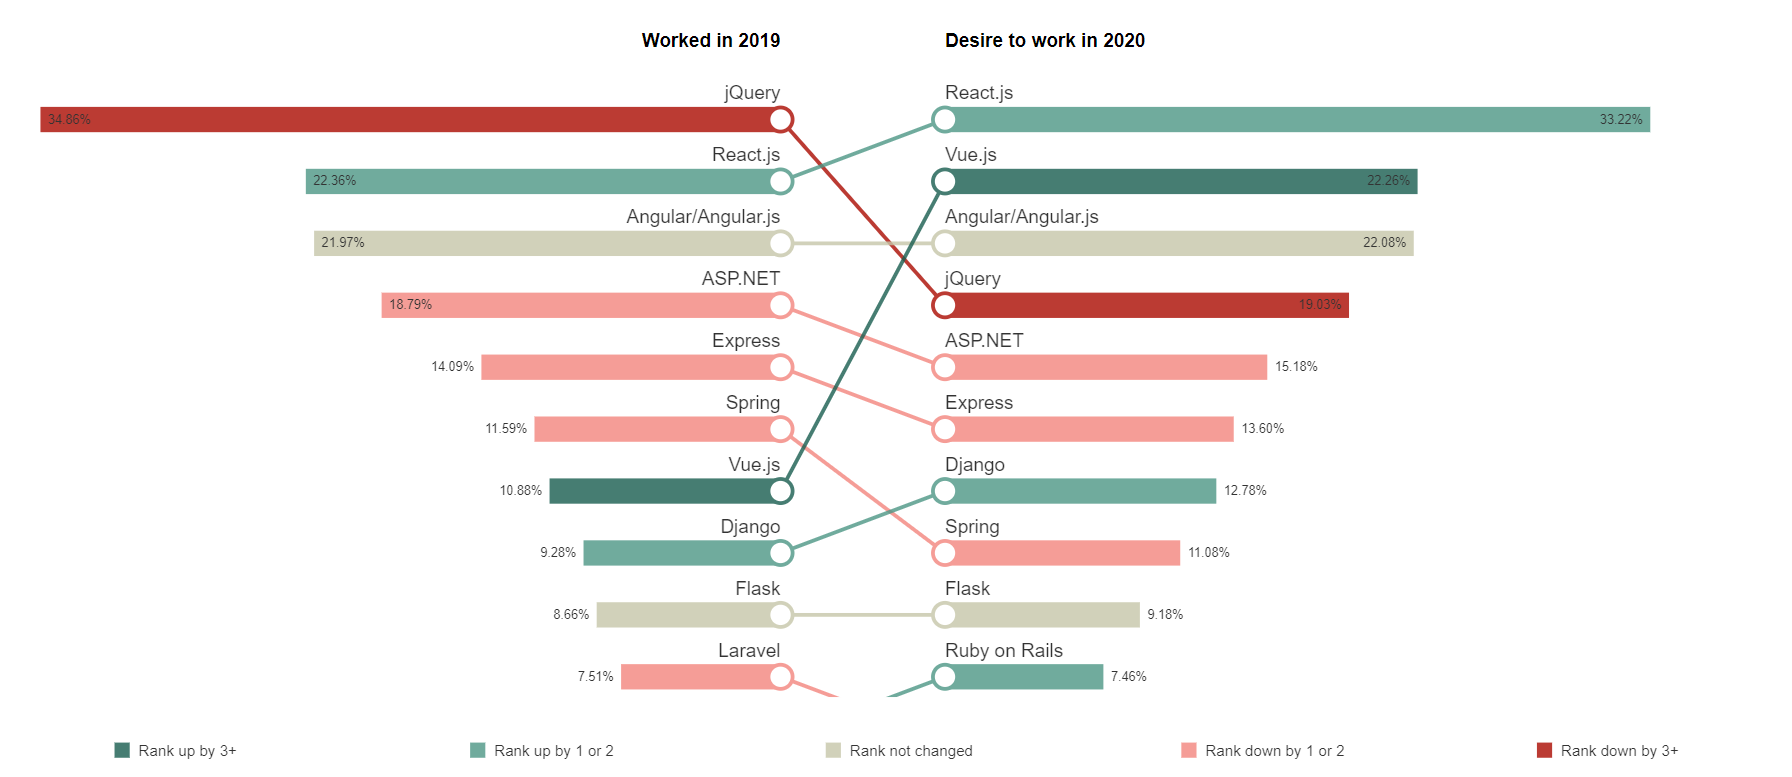 Worked in 2019
Desire to work in 2020
jQuery
React.js
34.86%
33.22%
React.js
Vue.js
22.36%
22.26%
Angular/Angular.js
Angular/Angular.js
21.97%
22.08%
ASP.NET
jQuery
18.79%
19.03%
Express
ASP.NET
14.09%
15.18%
Spring
Express
11.59%
13.60%
Vue.js
Django
10.88%
12.78%
Django
Spring
9.28%
11.08%
Flask
Flask
8.66%
9.18%
Laravel
Ruby on Rails
7.51%
7.46%
Rank up by 3+
Rank up by 1 or 2
Rank not changed
Rank down by 1 or 2
Rank down by 3+